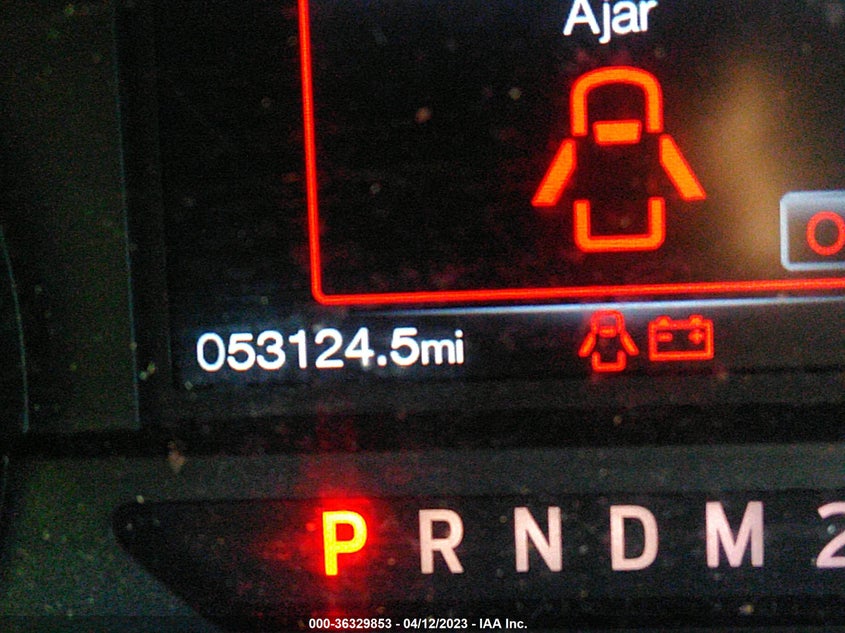 Ajar
053124.5mi
P R N D M 2
000-36329853 - 04/12/2023 - IAA Inc.